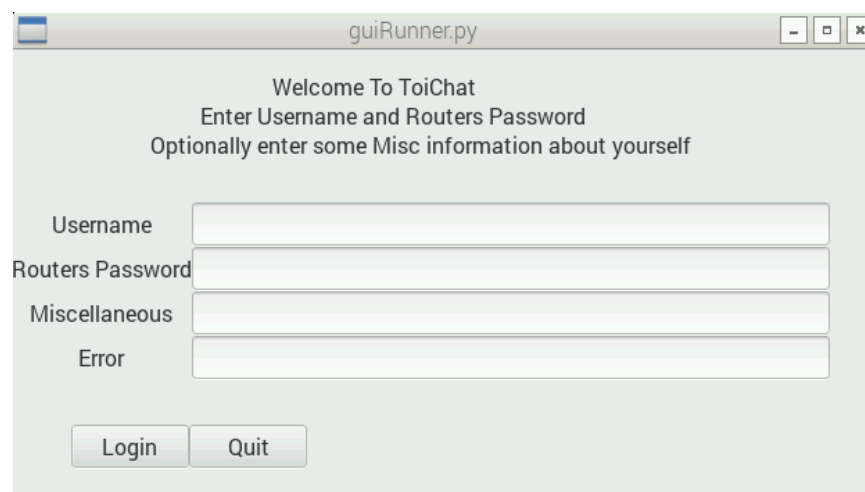 guiRunner.py
Welcome To ToiChat
Enter Username and Routers Password
Optionally enter some Misc information about yourself
Username
Routers Password
Miscellaneous
Error
Login Quit